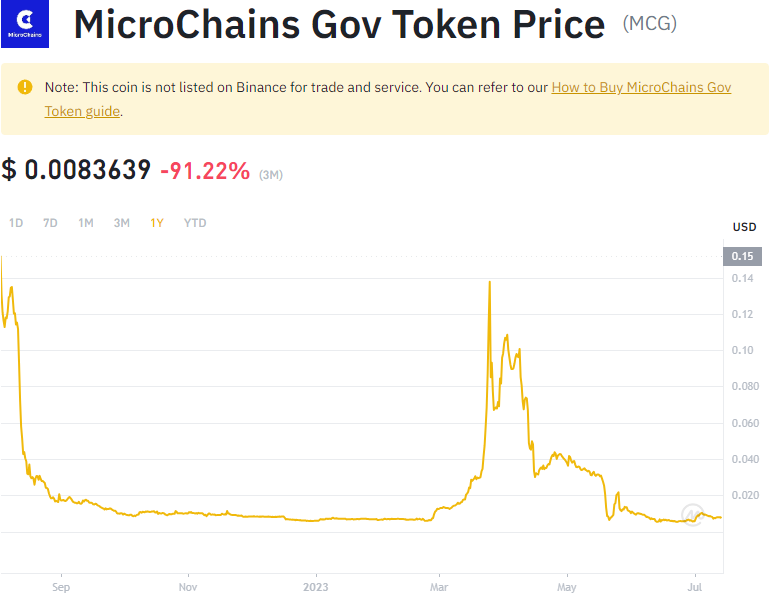 MicroChains
MicroChains Gov Token Price (MCG)
Note: This coin is not listed on Binance for trade and service. You can refer to our How to Buy MicroChains Gov
Token guide.
$ 0.0083639 -91.22% (3M)
1D 7D 1M 3M 1Y YTD
USD
0.15
0.14
0.12
0.10
0.080
0.060
0.040
0.020
Sep Nov 2023 Mar May Jul